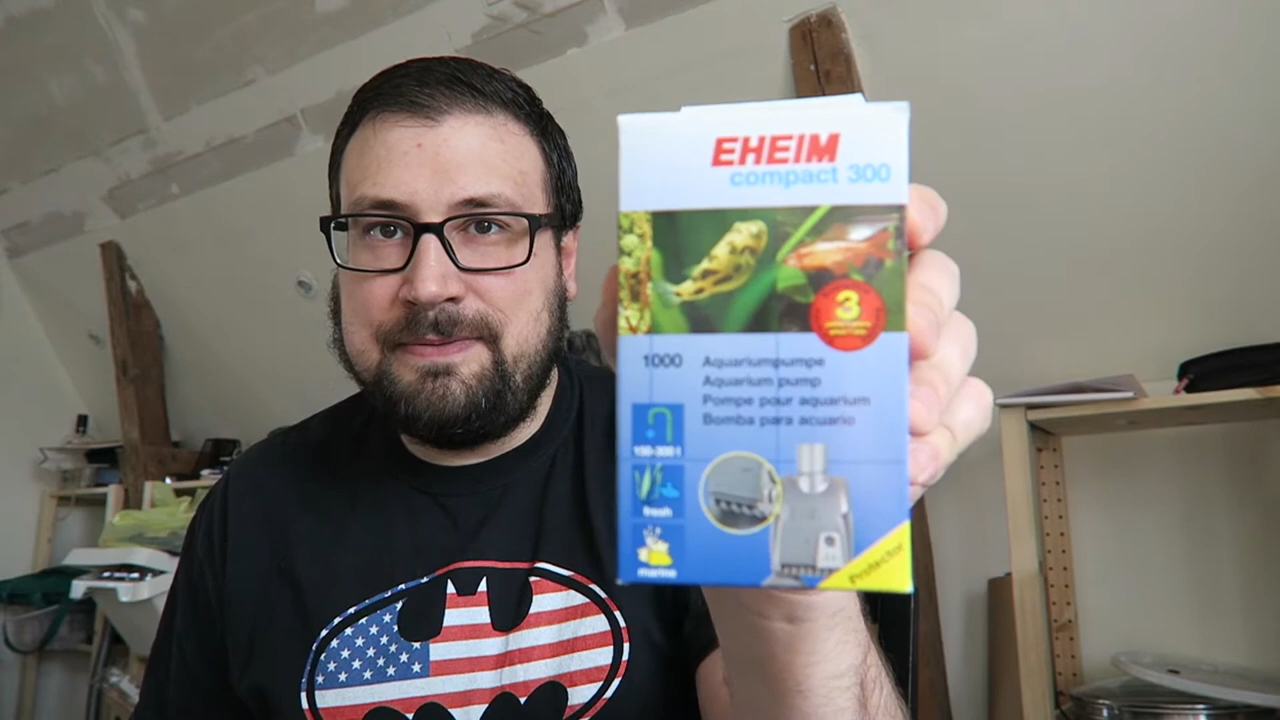 EHEIM
compact 300
3
1000
Aquariumpumpe
Aquarium pump
Pompe pour aquarium
Bomba para acuario
fresh
marine
Protector